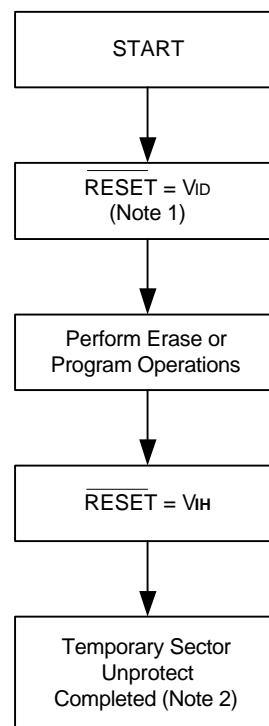 START
RESET = VID
(Note 1)
Perform Erase or
Program Operations
RESET = VIH
Temporary Sector
Unprotect
Completed (Note 2)